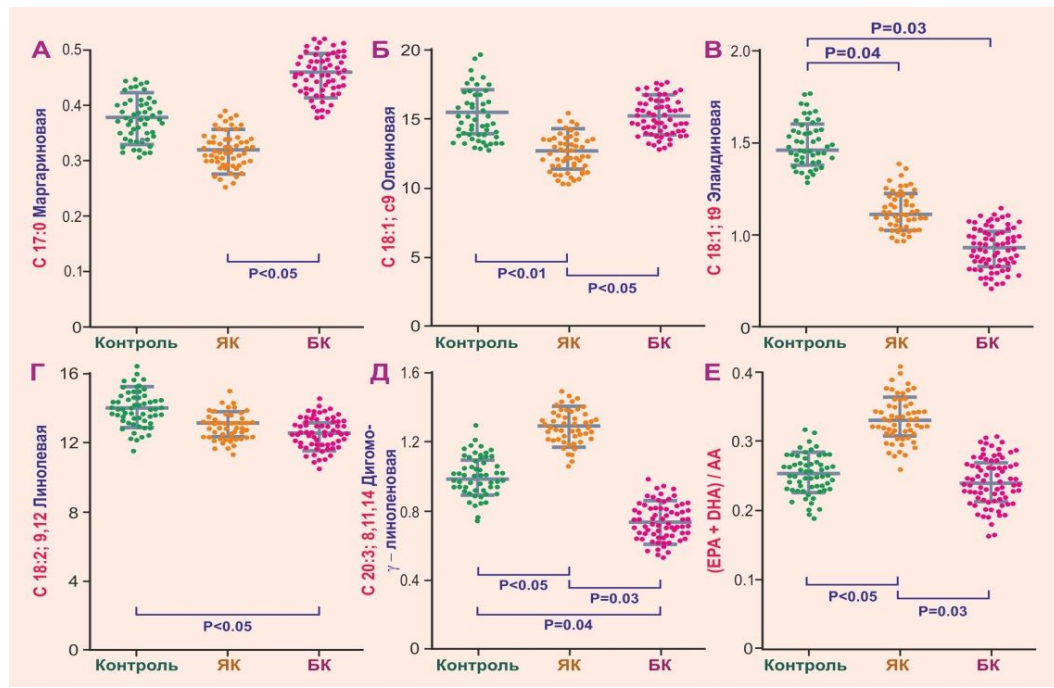 А
С 17:0 Маргариновая
0.5
0.4
0.3
0.2
0.1
0
P<0.05
Контроль ЯК БК
Б
С 18:1; с9 Олеиновая
20
15
10
5
0
P<0.01
P<0.05
Контроль ЯК БК
В
С 18:1; t9 Элаидиновая
2.0
1.5
1.0
0
P=0.03
P=0.04
Контроль ЯК БК
Г
С 18:2; 9,12 Линолевая
16
12
8
4
0
P<0.05
Контроль ЯК БК
Д
С 20:3; 8,11,14 Дигомо-
γ – линоленовая
1.6
1.2
0.8
0.4
0
P<0.05
P=0.03
P=0.04
Контроль ЯК БК
Е
(EPA + DHA) / AA
0.4
0.3
0.2
0.1
0
P<0.05
P=0.03
Контроль ЯК БК